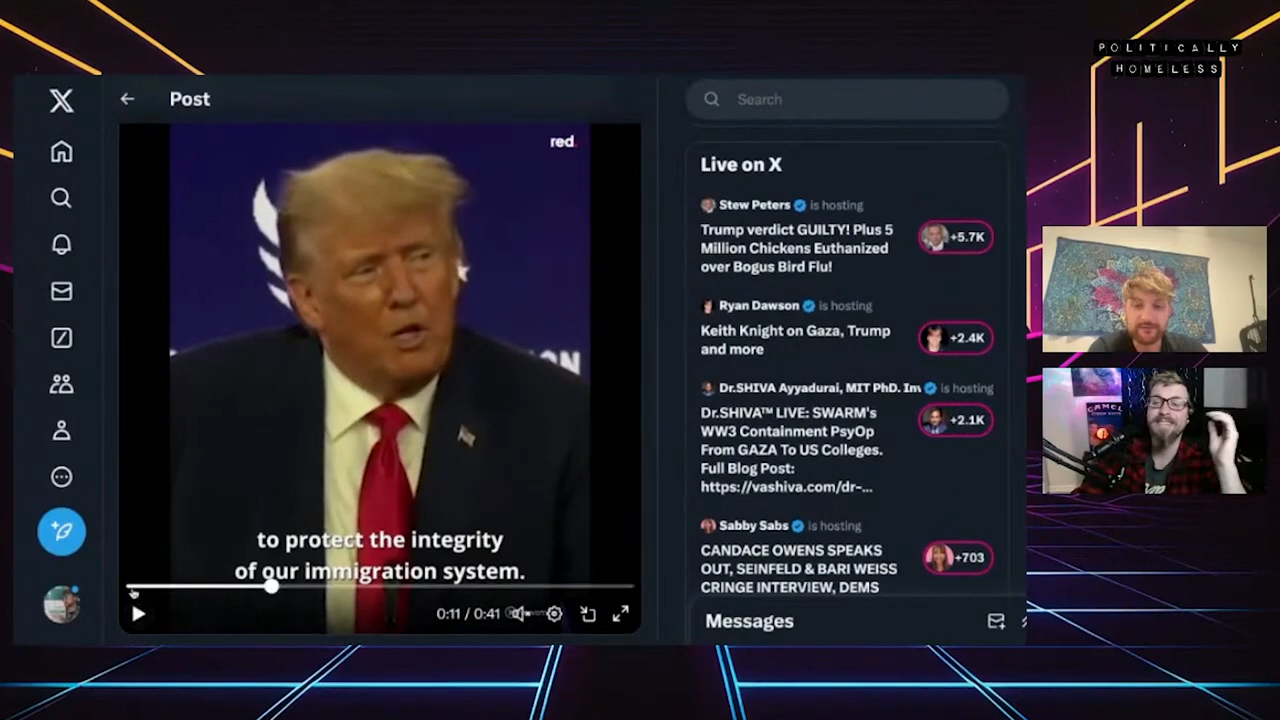 POLITICALLY
HOMELESS
Post
Search
red.
Live on X
Stew Peters is hosting
Trump verdict GUILTY! Plus 5
Million Chickens Euthanized
over Bogus Bird Flu!
+5.7K
Ryan Dawson is hosting
Keith Knight on Gaza, Trump
and more
+2.4K
Dr.SHIVA Ayyadurai, MIT PhD. Inv is hosting
Dr.SHIVA™ LIVE: SWARM's
WW3 Containment PsyOp
From GAZA To US Colleges.
Full Blog Post:
https://vashiva.com/dr-...
+2.1K
Sabby Sabs is hosting
CANDACE OWENS SPEAKS
OUT, SEINFELD & BARI WEISS
CRINGE INTERVIEW, DEMS
+703
to protect the integrity
of our immigration system.
0:11 / 0:41
Messages
CAMEL